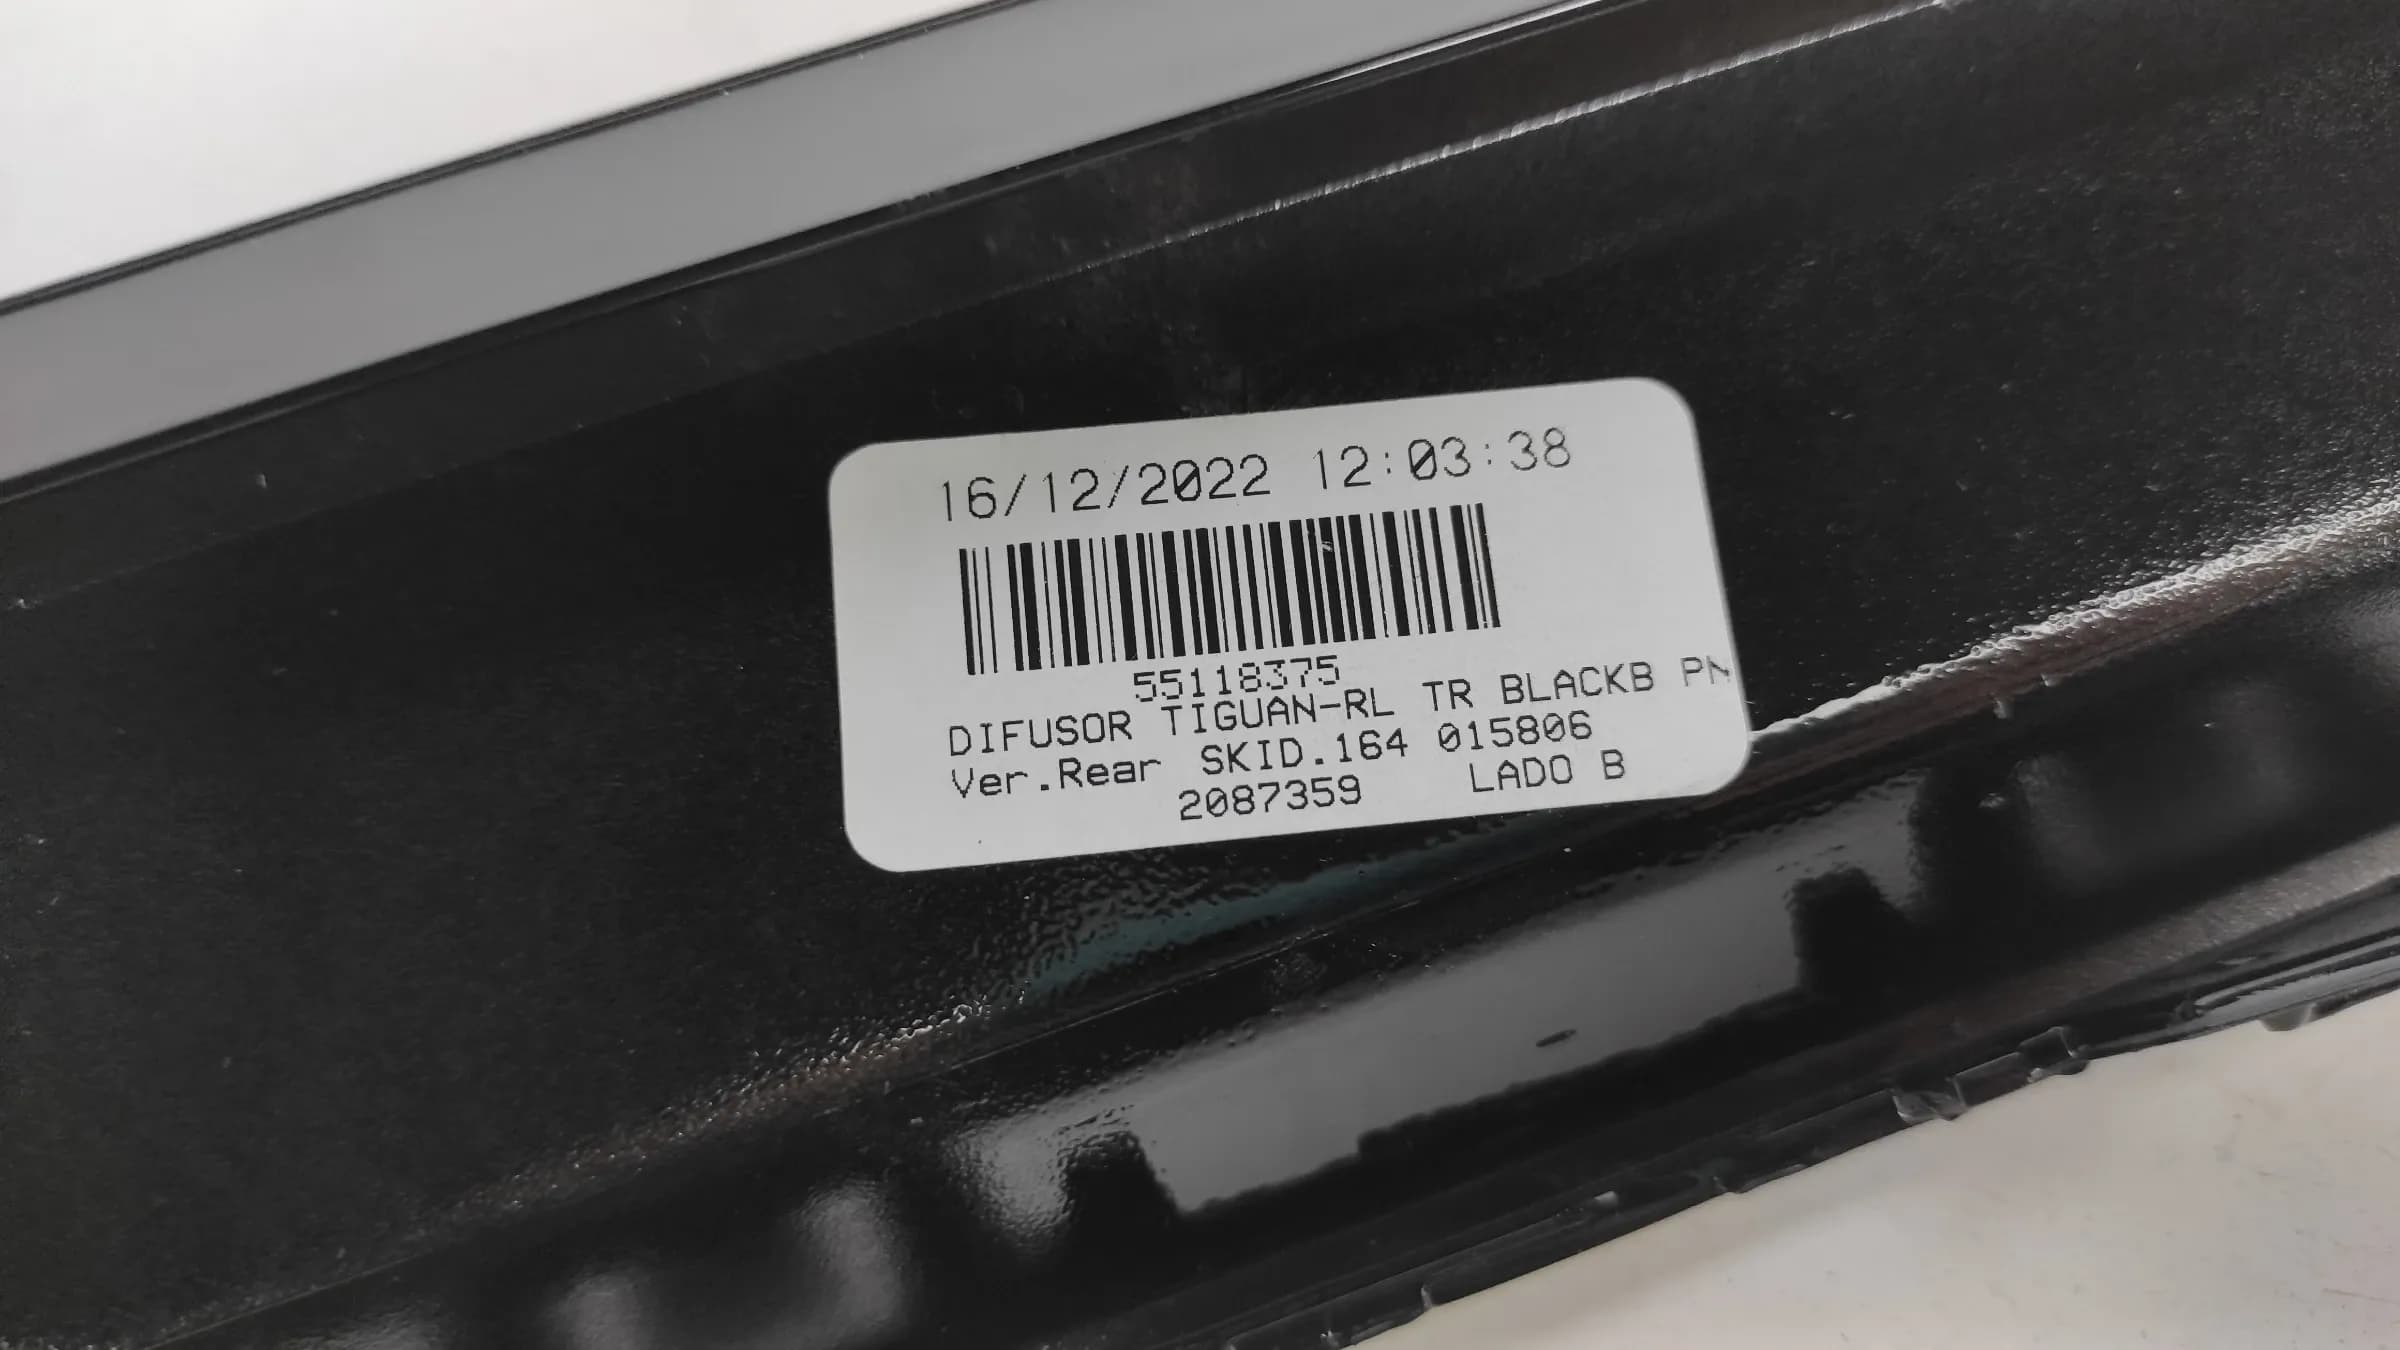 16/12/2022 12:03:38
55118375
DIFUSOR TIGUAN-RL TR BLACKB
Ver.Rear SKID.164 015806
2087359 LADO B